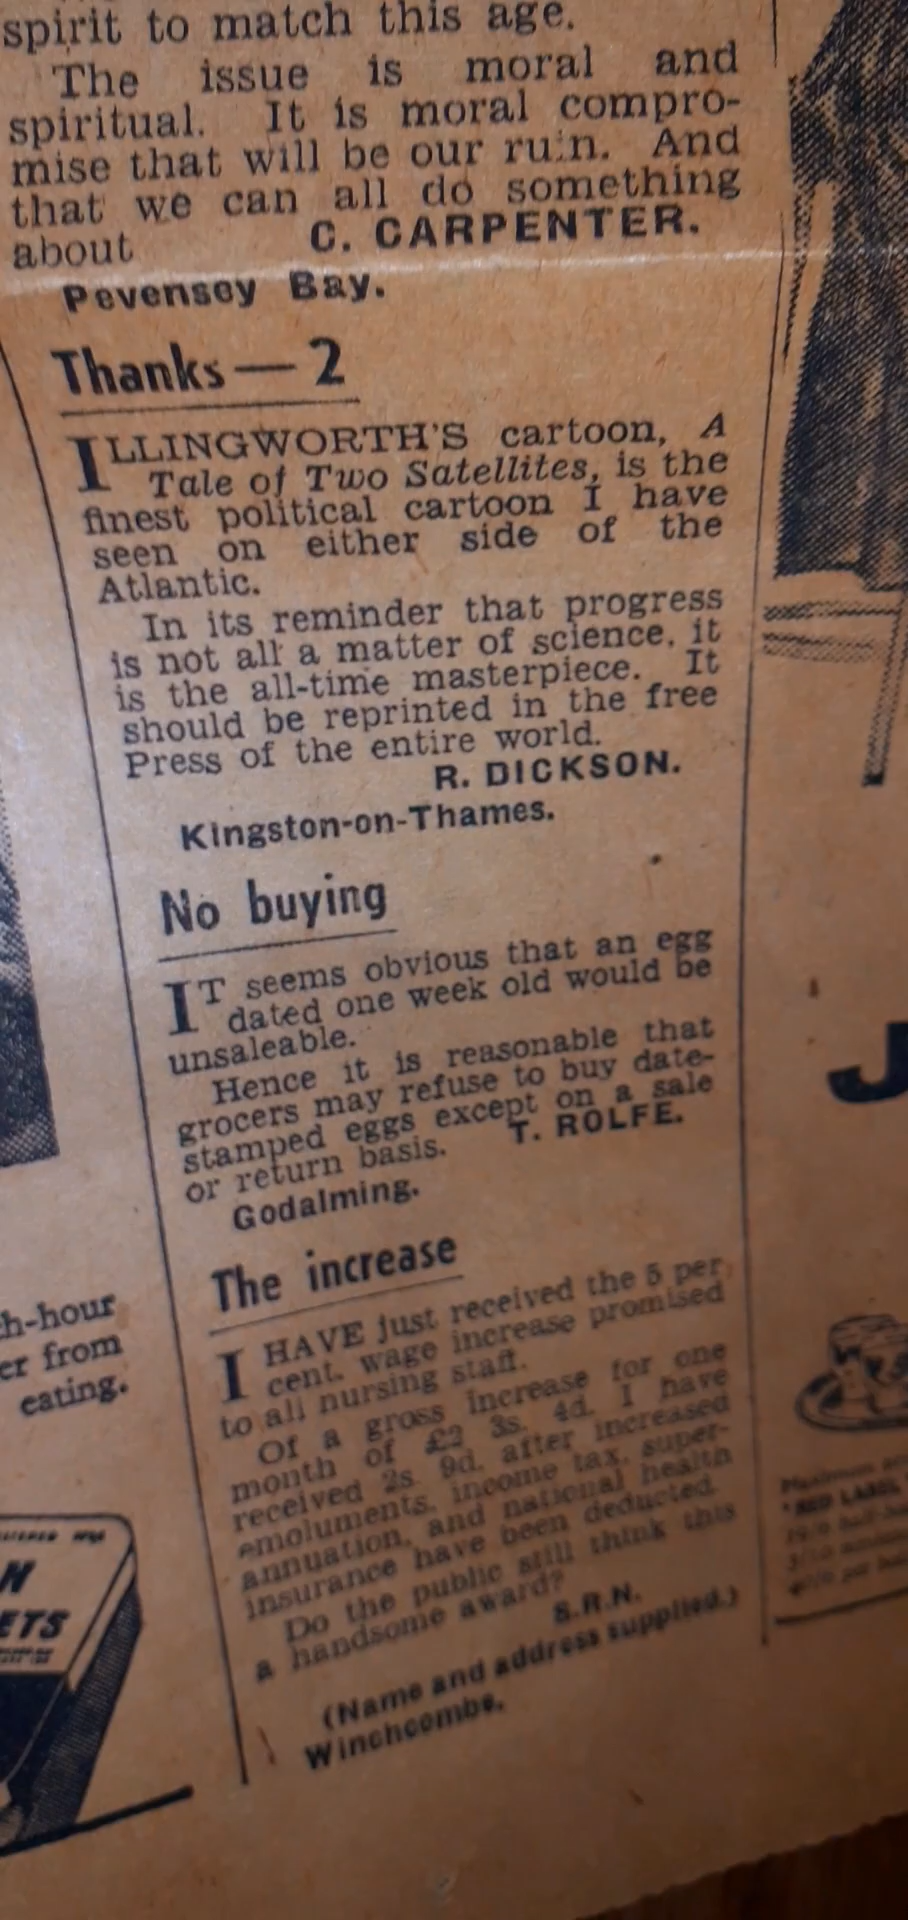 spirit to match this age.
The issue is moral and
spiritual. It is moral compro-
mise that will be our ruin. And
that we can all do something
about C. CARPENTER.
Pevensey Bay.
Thanks — 2
ILLINGWORTH'S cartoon, A
Tale of Two Satellites, is the
finest political cartoon I have
seen on either side of the
Atlantic.
In its reminder that progress
is not all a matter of science, it
is the all-time masterpiece. It
should be reprinted in the free
Press of the entire world.
R. DICKSON.
Kingston-on-Thames.
No buying
IT seems obvious that an egg
dated one week old would be
unsaleable.
Hence it is reasonable that
grocers may refuse to buy date-
stamped eggs except on a sale
or return basis. T. ROLFE.
Godalming.
The increase
I HAVE just received the 5 per
cent. wage increase promised
to all nursing staff.
Of a gross increase for one
month of £2 3s. 4d. I have
received 2s. 9d. after increased
emoluments, income tax, super-
annuation, and national health
insurance have been deducted.
Do the public still think this
a handsome award?
S.R.N.
(Name and address supplied.)
Winchcombe.
h-hour
er from
eating.
N
ETS
J
RED LABEL